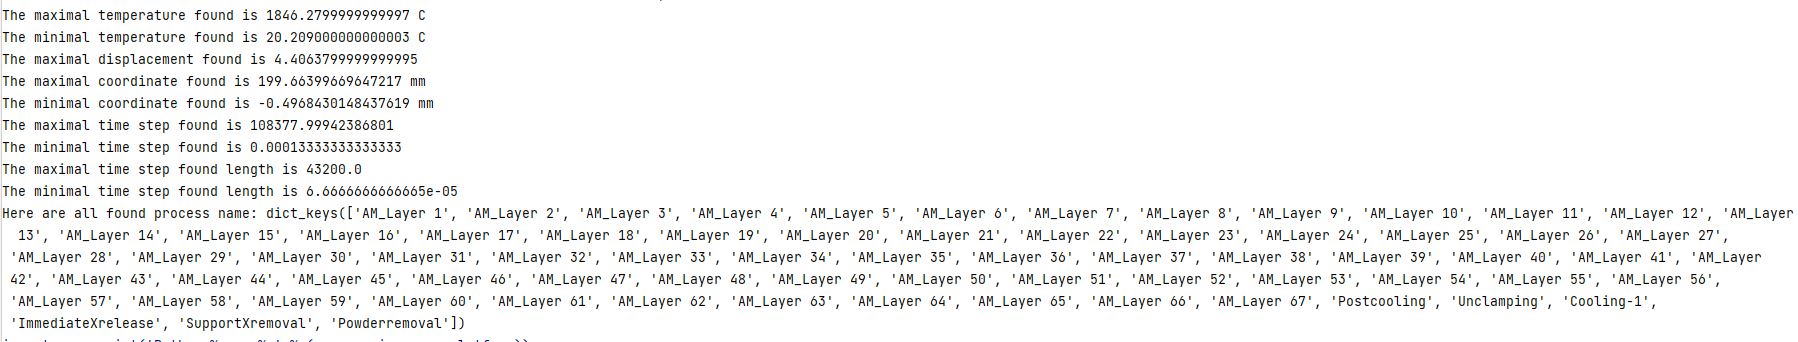 The maximal temperature found is 1846.2799999999997 C
The minimal temperature found is 20.209000000000003 C
The maximal displacement found is 4.4063799999999995
The maximal coordinate found is 199.66399669647217 mm
The minimal coordinate found is -0.4968430148437619 mm
The maximal time step found is 108377.99942386801
The minimal time step found is 0.00013333333333333
The maximal time step found length is 43200.0
The minimal time step found length is 6.6666666666665e-05
Here are all found process name: dict_keys(['AM_Layer 1', 'AM_Layer 2', 'AM_Layer 3', 'AM_Layer 4', 'AM_Layer 5', 'AM_Layer 6', 'AM_Layer 7', 'AM_Layer 8', 'AM_Layer 9', 'AM_Layer 10', 'AM_Layer 11', 'AM_Layer 12', 'AM_Layer
13', 'AM_Layer 14', 'AM_Layer 15', 'AM_Layer 16', 'AM_Layer 17', 'AM_Layer 18', 'AM_Layer 19', 'AM_Layer 20', 'AM_Layer 21', 'AM_Layer 22', 'AM_Layer 23', 'AM_Layer 24', 'AM_Layer 25', 'AM_Layer 26', 'AM_Layer 27',
'AM_Layer 28', 'AM_Layer 29', 'AM_Layer 30', 'AM_Layer 31', 'AM_Layer 32', 'AM_Layer 33', 'AM_Layer 34', 'AM_Layer 35', 'AM_Layer 36', 'AM_Layer 37', 'AM_Layer 38', 'AM_Layer 39', 'AM_Layer 40', 'AM_Layer 41', 'AM_Layer
42', 'AM_Layer 43', 'AM_Layer 44', 'AM_Layer 45', 'AM_Layer 46', 'AM_Layer 47', 'AM_Layer 48', 'AM_Layer 49', 'AM_Layer 50', 'AM_Layer 51', 'AM_Layer 52', 'AM_Layer 53', 'AM_Layer 54', 'AM_Layer 55', 'AM_Layer 56',
'AM_Layer 57', 'AM_Layer 58', 'AM_Layer 59', 'AM_Layer 60', 'AM_Layer 61', 'AM_Layer 62', 'AM_Layer 63', 'AM_Layer 64', 'AM_Layer 65', 'AM_Layer 66', 'AM_Layer 67', 'Postcooling', 'Unclamping', 'Cooling-1',
'ImmediateXrelease', 'SupportXremoval', 'Powderremoval'])